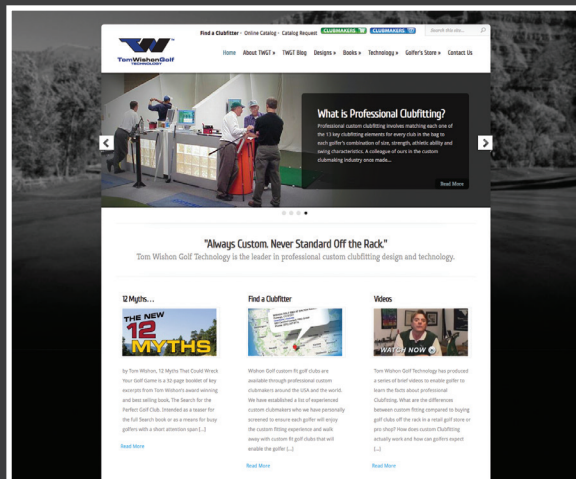 Find a Clubfitter - Online Catalog - Catalog Request CLUBMAKERS CLUBMAKERS Search this site...
TomWishonGolf
TECHNOLOGY
Home About TWGT » TWGT Blog Designs » Books » Technology » Golfer's Store » Contact Us
What is Professional Clubfitting?
Professional custom clubfitting involves matching each one of
the 13 key clubfitting elements for every club in the bag to
each golfer's combination of size, strength, athletic ability and
swing characteristics. A colleague of ours in the custom
clubmaking industry once made...
Read More
"Always Custom. Never Standard Off the Rack."
Tom Wishon Golf Technology is the leader in professional custom clubfitting design and technology.
12 Myths...
THE NEW
12
MYTHS
by Tom Wishon, 12 Myths That Could Wreck
Your Golf Game is a 32 page booklet of key
excerpts from Tom Wishon's award winning
and best selling book, The Search for the
Perfect Golf Club. Intended as a teaser for
the full Search book or as a means for busy
golfers with a short attention span [...]
Read More
Find a Clubfitter
Wishon Golf custom fit golf clubs are
available through professional custom
clubmakers around the USA and the world.
We have established a list of experienced
custom clubmakers who we have personally
screened to ensure each golfer will enjoy
the custom fitting experience and walk
away with custom fit golf clubs that will
enable the golfer [...]
Read More
Videos
WATCH NOW
Tom Wishon Golf Technology has produced
a series of brief videos to enable golfer to
learn the facts about professional
Clubfitting. What are the differences
between custom fitting compared to buying
golf clubs off the rack in a retail golf store or
pro shop? How does custom Clubfitting
actually work and how can golfers expect
[...]
Read More